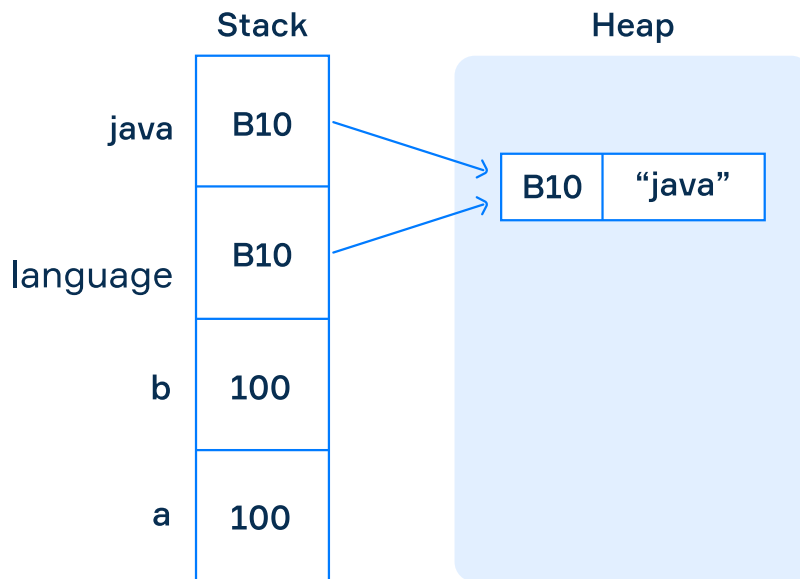 Stack Heap
java B10
B10 “java”
language B10
b 100
a 100